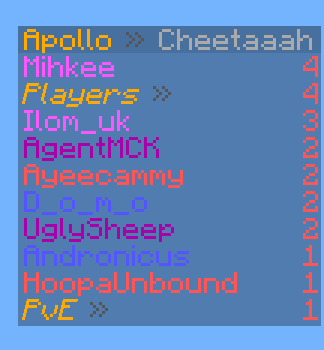 Apollo » Cheetaaah
Mihkee 4
Players » 4
Ilom_uk 3
AgentMCK 2
Ayeecammy 2
D_o_m_o 2
UglySheep 2
Andronicus 1
HoopaUnbound 1
PvE » 1